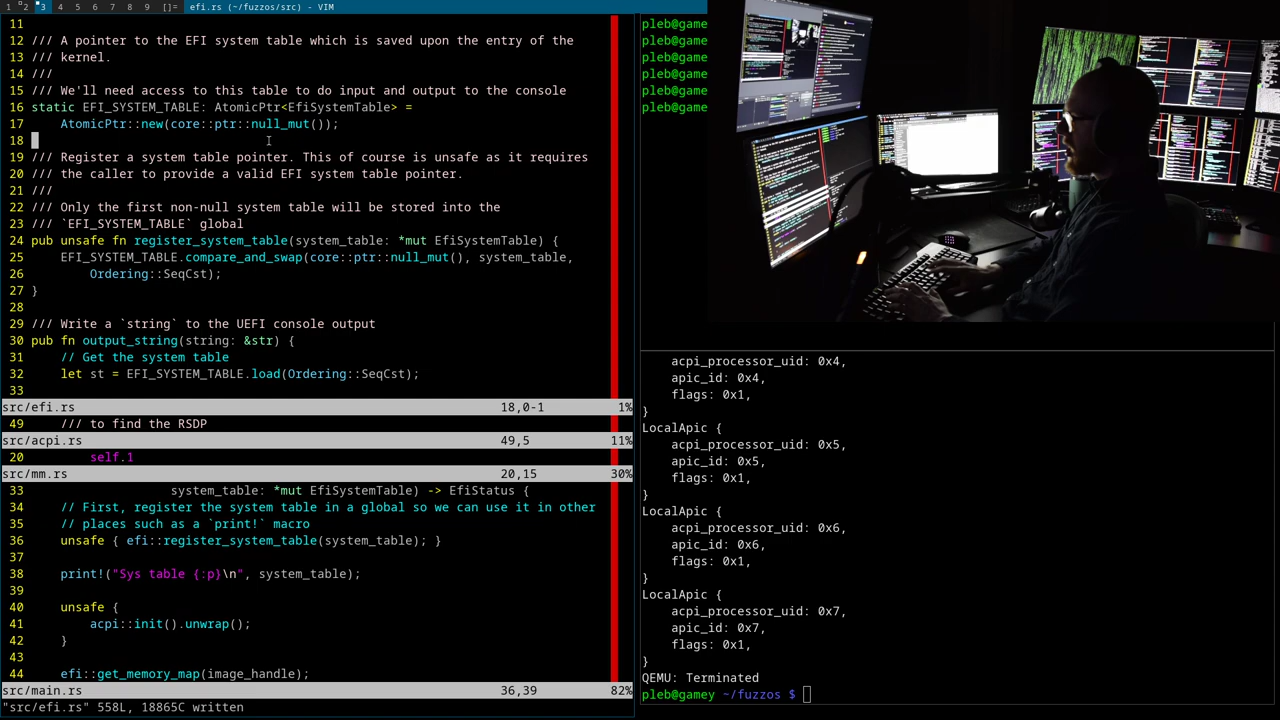 1 2 3 4 5 6 7 8 9 []= efi.rs (~/fuzzos/src) - VIM
11
12 /// A pointer to the EFI system table which is saved upon the entry of the
13 /// kernel.
14 ///
15 /// We'll need access to this table to do input and output to the console
16 static EFI_SYSTEM_TABLE: AtomicPtr<EfiSystemTable> =
17     AtomicPtr::new(core::ptr::null_mut());
18
19 /// Register a system table pointer. This of course is unsafe as it requires
20 /// the caller to provide a valid EFI system table pointer.
21 ///
22 /// Only the first non-null system table will be stored into the
23 /// `EFI_SYSTEM_TABLE` global
24 pub unsafe fn register_system_table(system_table: *mut EfiSystemTable) {
25     EFI_SYSTEM_TABLE.compare_and_swap(core::ptr::null_mut(), system_table,
26         Ordering::SeqCst);
27 }
28
29 /// Write a `string` to the UEFI console output
30 pub fn output_string(string: &str) {
31     // Get the system table
32     let st = EFI_SYSTEM_TABLE.load(Ordering::SeqCst);
33
src/efi.rs 18,0-1 1%
49     /// to find the RSDP
src/acpi.rs 49,5 11%
20         self.1
src/mm.rs 20,15 30%
33                    system_table: *mut EfiSystemTable) -> EfiStatus {
34     // First, register the system table in a global so we can use it in other
35     // places such as a `print!` macro
36     unsafe { efi::register_system_table(system_table); }
37
38     print!("Sys table {:p}\n", system_table);
39
40     unsafe {
41         acpi::init().unwrap();
42     }
43
44     efi::get_memory_map(image_handle);
src/main.rs 36,39 82%
"src/efi.rs" 558L, 18865C written
pleb@game
pleb@game
pleb@game
pleb@game
pleb@game
pleb@game
    acpi_processor_uid: 0x4,
    apic_id: 0x4,
    flags: 0x1,
}
LocalApic {
    acpi_processor_uid: 0x5,
    apic_id: 0x5,
    flags: 0x1,
}
LocalApic {
    acpi_processor_uid: 0x6,
    apic_id: 0x6,
    flags: 0x1,
}
LocalApic {
    acpi_processor_uid: 0x7,
    apic_id: 0x7,
    flags: 0x1,
}
QEMU: Terminated
pleb@gamey ~/fuzzos $